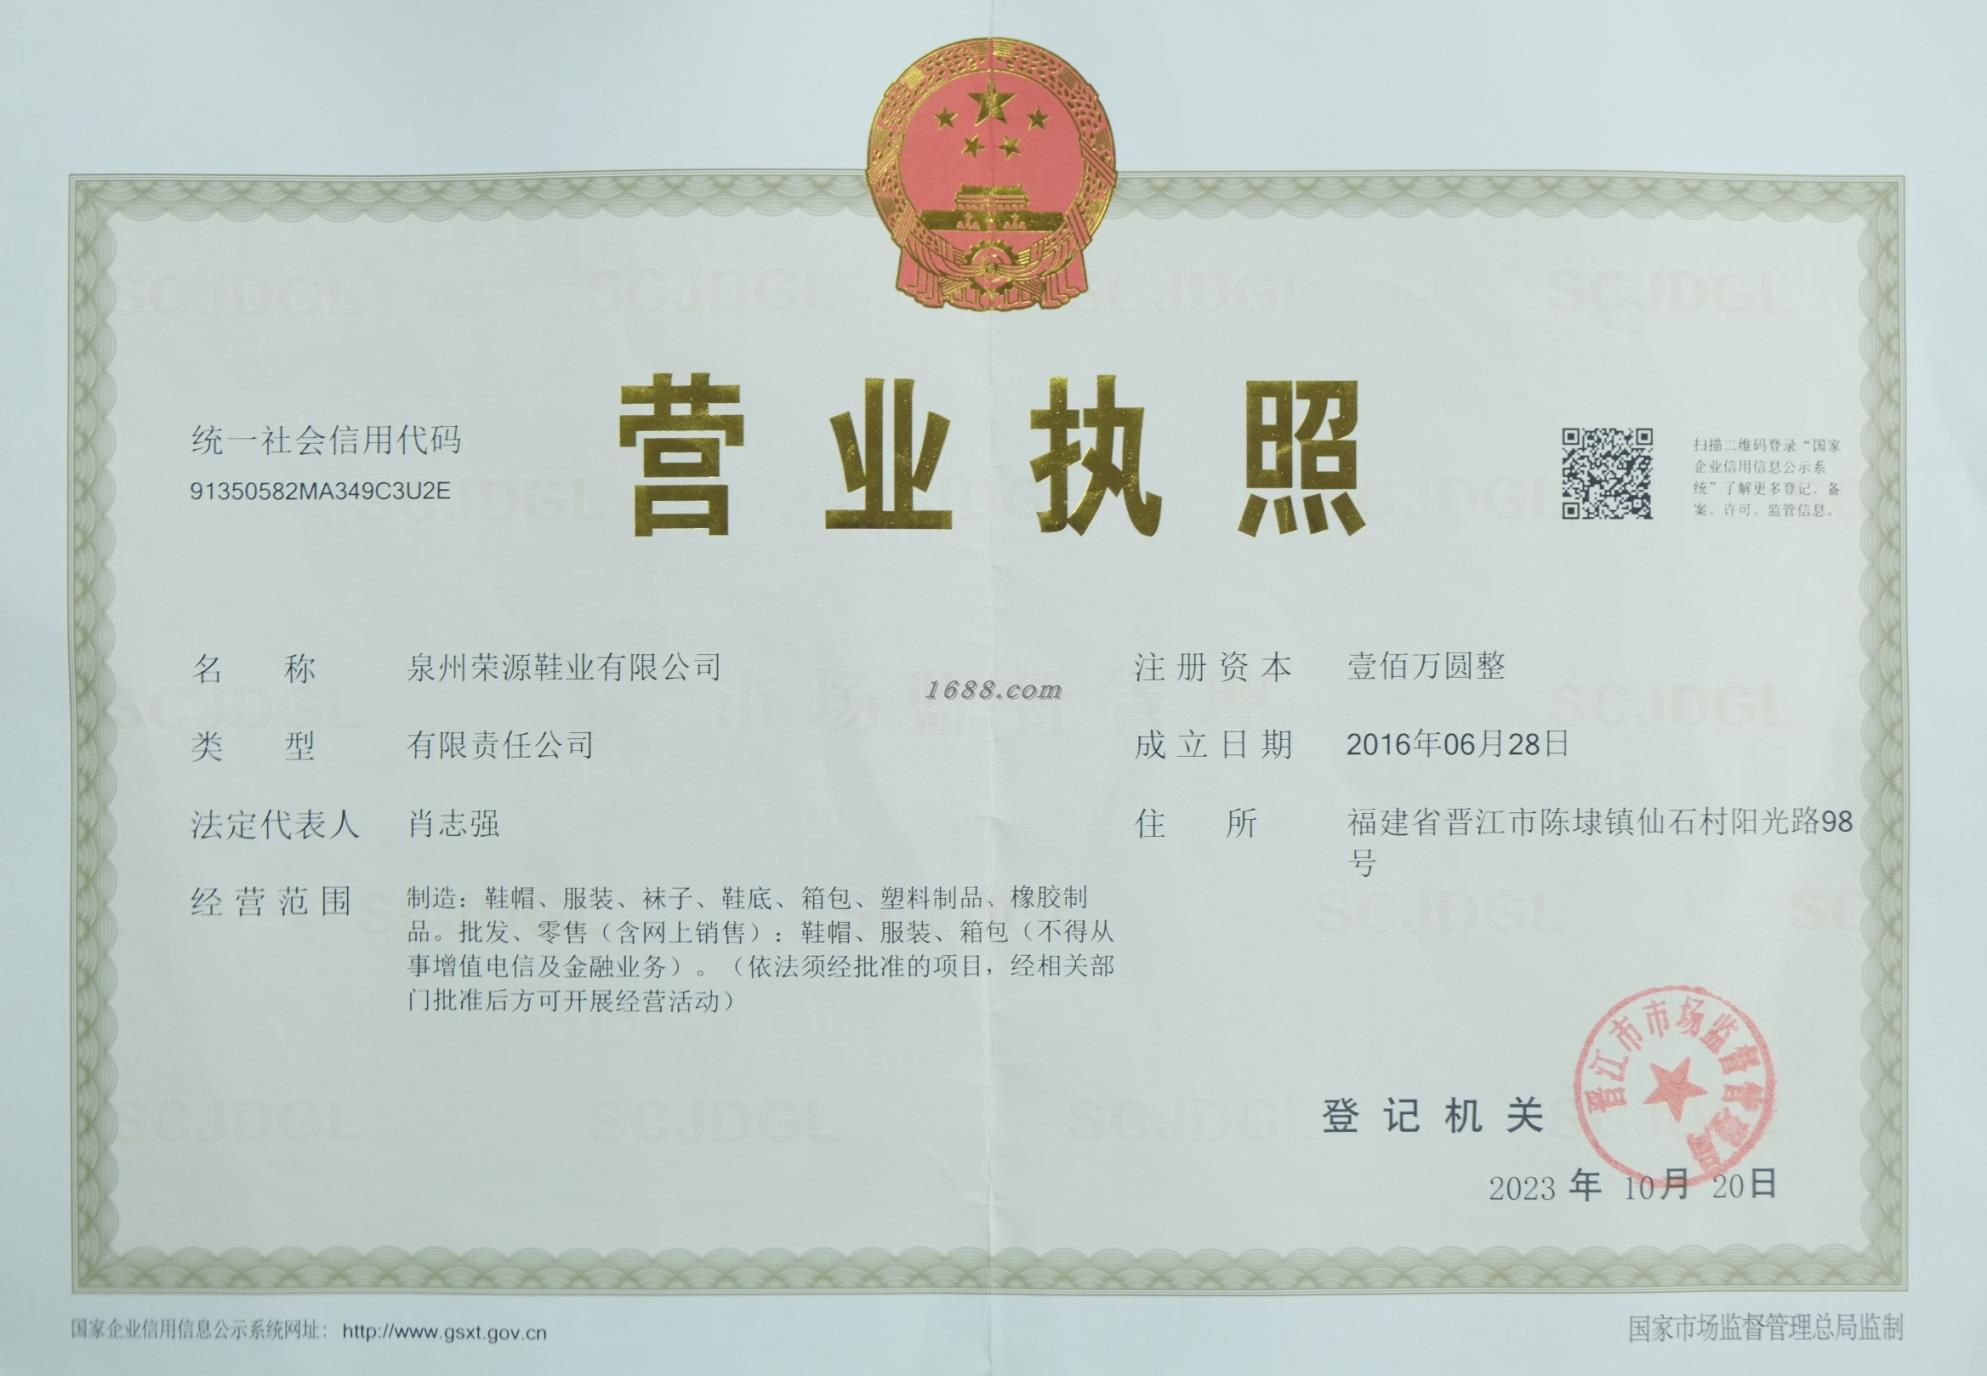 营业执照
统一社会信用代码
91350582MA349C3U2E
扫描二维码登录“国家
企业信用信息公示系
统”了解更多登记、备
案、许可、监管信息。
名称 泉州荣源鞋业有限公司
类型 有限责任公司
法定代表人 肖志强
经营范围 制造：鞋帽、服装、袜子、鞋底、箱包、塑料制品、橡胶制
品。批发、零售（含网上销售）：鞋帽、服装、箱包（不得从
事增值电信及金融业务）。（依法须经批准的项目，经相关部
门批准后方可开展经营活动）
注册资本 壹佰万圆整
成立日期 2016年06月28日
住所 福建省晋江市陈埭镇仙石村阳光路98
号
1688.com
市场监督管理
SCJDGL
登记机关
晋江市市场监督管理局
2023 年 10月 20日
国家企业信用信息公示系统网址： http://www.gsxt.gov.cn
国家市场监督管理总局监制